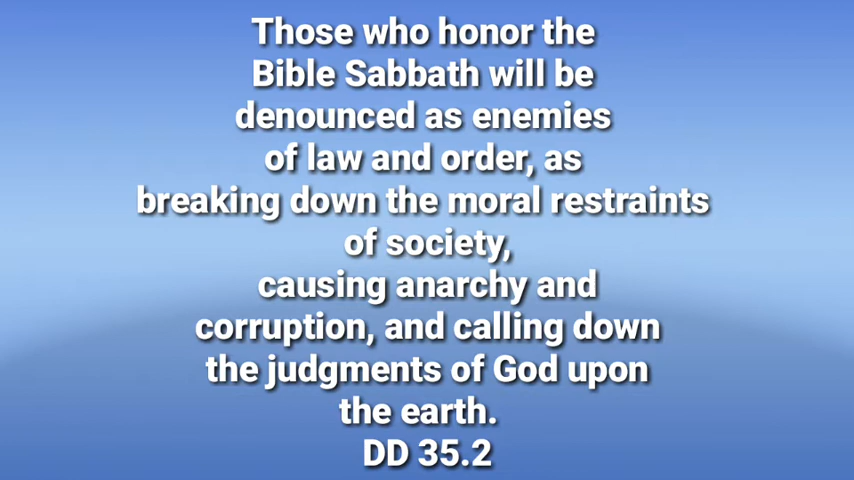 Those who honor the
Bible Sabbath will be
denounced as enemies
of law and order, as
breaking down the moral restraints
of society,
causing anarchy and
corruption, and calling down
the judgments of God upon
the earth.
DD 35.2